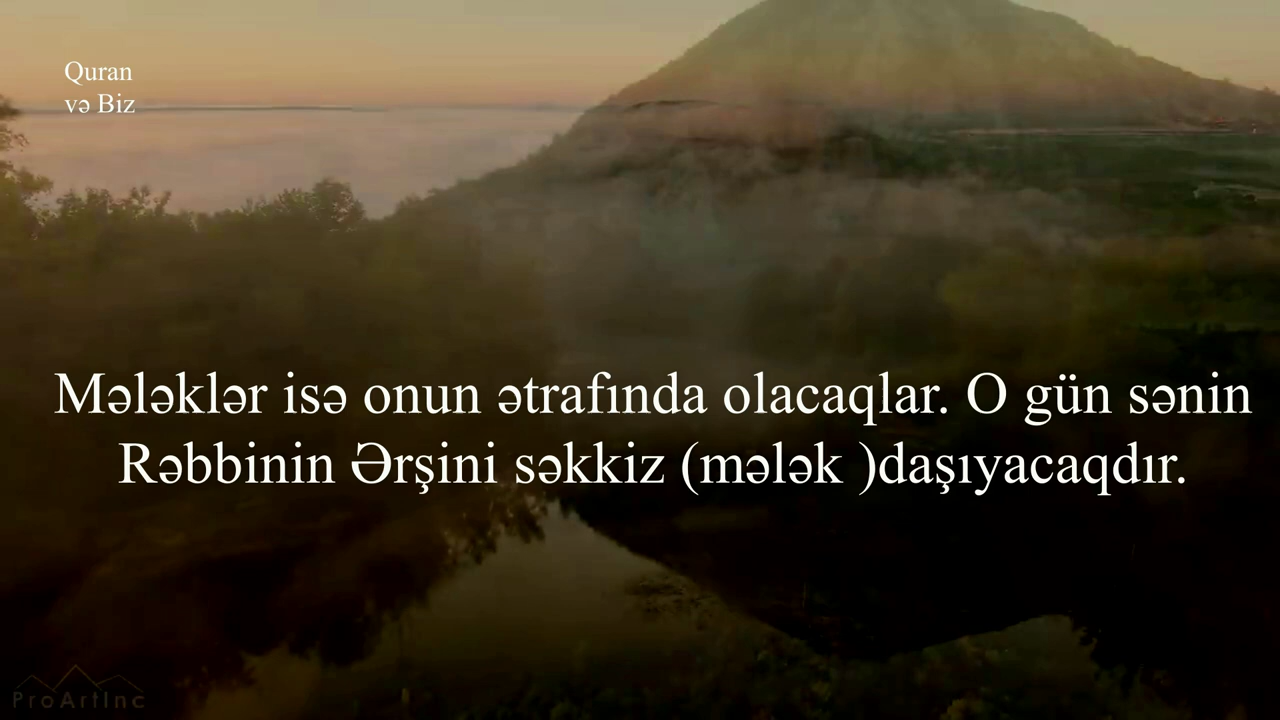 Quran
və Biz
Mələklər isə onun ətrafında olacaqlar. O gün sənin
Rəbbinin Ərşini səkkiz (mələk )daşıyacaqdır.
ProArtInc